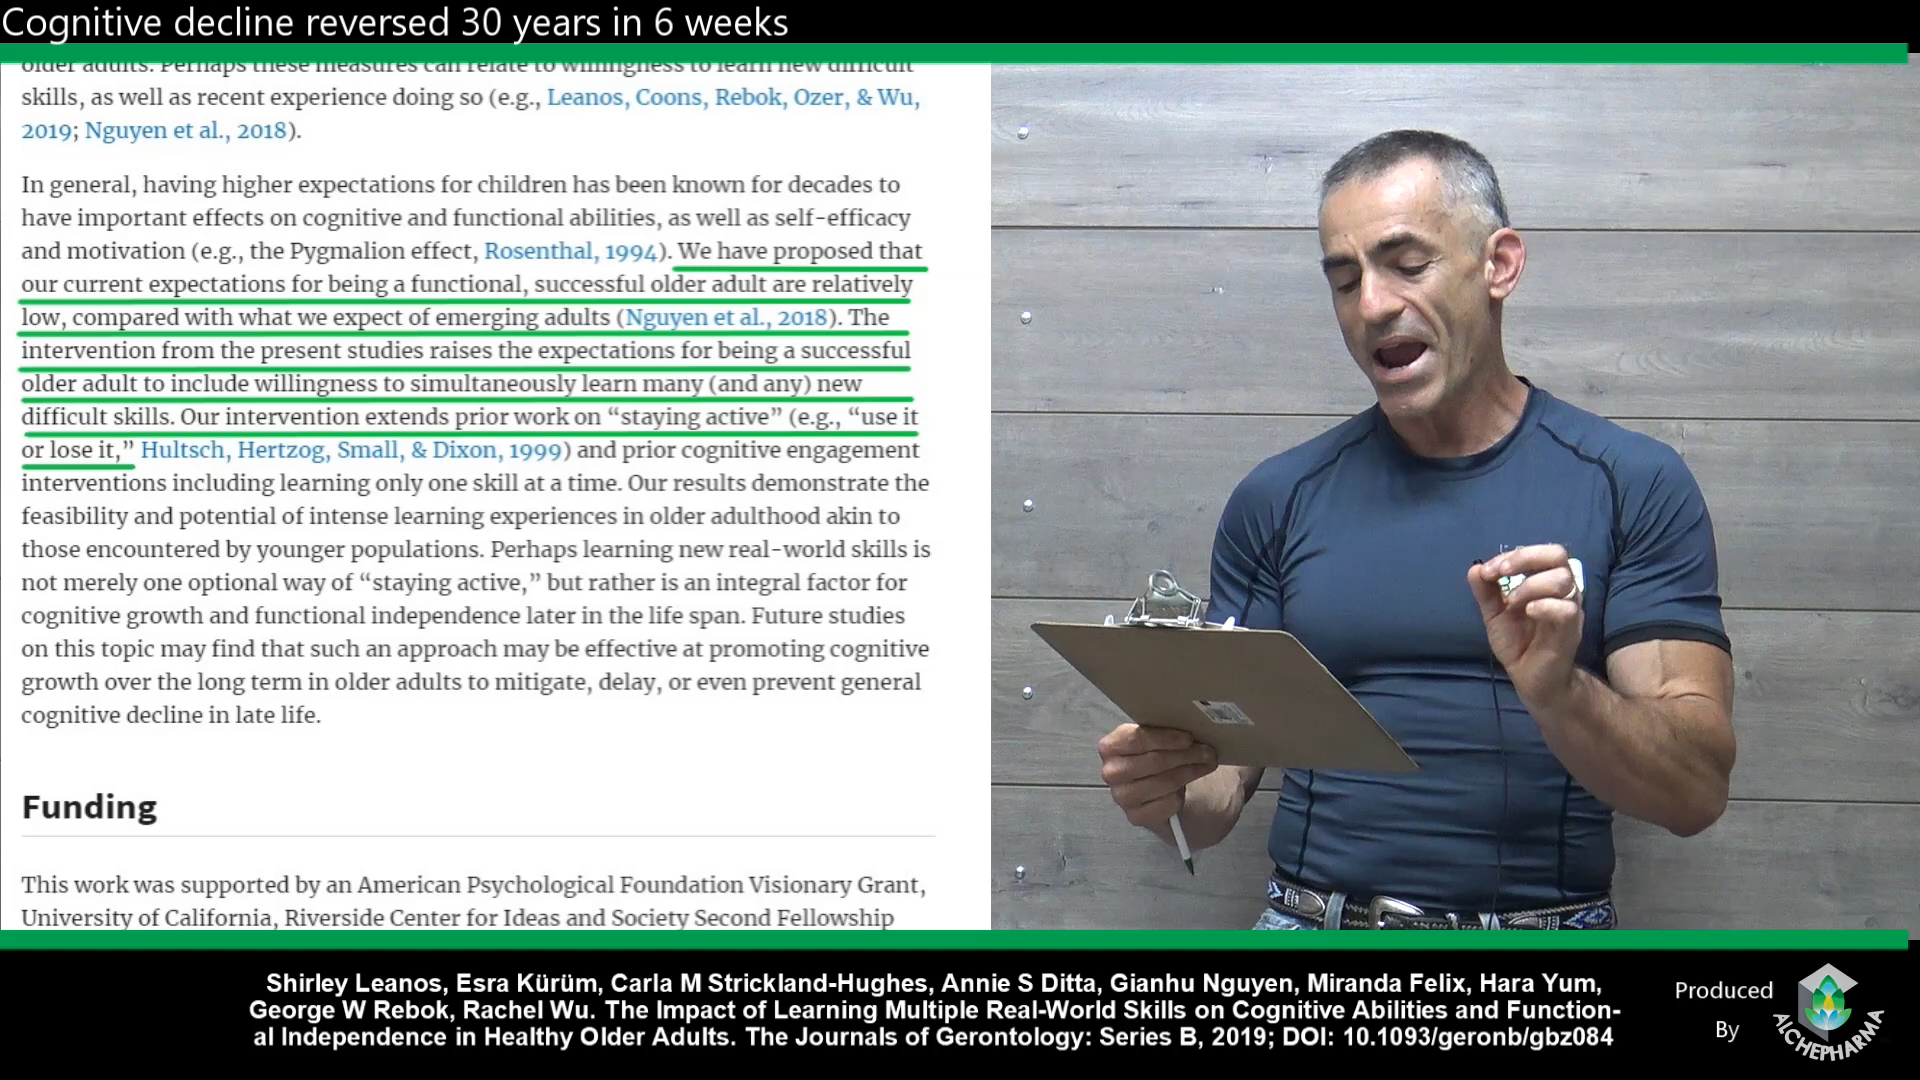 Cognitive decline reversed 30 years in 6 weeks
older adults. Perhaps these measures can relate to willingness to learn new difficult
skills, as well as recent experience doing so (e.g., Leanos, Coons, Rebok, Ozer, & Wu,
2019; Nguyen et al., 2018).
In general, having higher expectations for children has been known for decades to
have important effects on cognitive and functional abilities, as well as self-efficacy
and motivation (e.g., the Pygmalion effect, Rosenthal, 1994). We have proposed that
our current expectations for being a functional, successful older adult are relatively
low, compared with what we expect of emerging adults (Nguyen et al., 2018). The
intervention from the present studies raises the expectations for being a successful
older adult to include willingness to simultaneously learn many (and any) new
difficult skills. Our intervention extends prior work on “staying active” (e.g., “use it
or lose it,” Hultsch, Hertzog, Small, & Dixon, 1999) and prior cognitive engagement
interventions including learning only one skill at a time. Our results demonstrate the
feasibility and potential of intense learning experiences in older adulthood akin to
those encountered by younger populations. Perhaps learning new real-world skills is
not merely one optional way of “staying active,” but rather is an integral factor for
cognitive growth and functional independence later in the life span. Future studies
on this topic may find that such an approach may be effective at promoting cognitive
growth over the long term in older adults to mitigate, delay, or even prevent general
cognitive decline in late life.
Funding
This work was supported by an American Psychological Foundation Visionary Grant,
University of California, Riverside Center for Ideas and Society Second Fellowship
Shirley Leanos, Esra Kürüm, Carla M Strickland-Hughes, Annie S Ditta, Gianhu Nguyen, Miranda Felix, Hara Yum,
George W Rebok, Rachel Wu. The Impact of Learning Multiple Real-World Skills on Cognitive Abilities and Function-
al Independence in Healthy Older Adults. The Journals of Gerontology: Series B, 2019; DOI: 10.1093/geronb/gbz084
Produced
By
ALCHEPHARMA